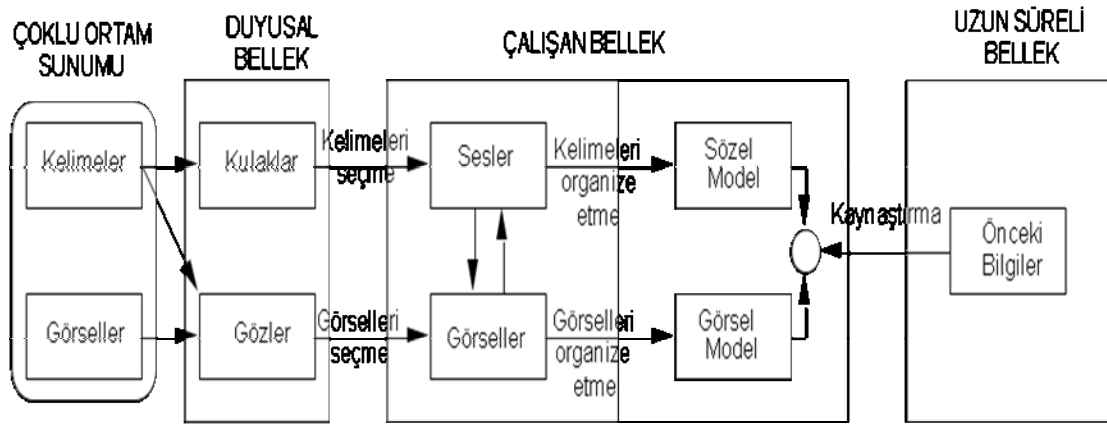 ÇOKLU ORTAM
SUNUMU
DUYUSAL
BELLEK
ÇALIŞAN BELLEK
UZUN SÜRELİ
BELLEK
Kelimeler
Kulaklar
Kelimeleri
seçme
Sesler
Kelimeleri
organize
etme
Sözel
Model
Kaynaştırma
Önceki
Bilgiler
Görseller
Gözler
Görselleri
seçme
Görseller
Görselleri
organize
etme
Görsel
Model